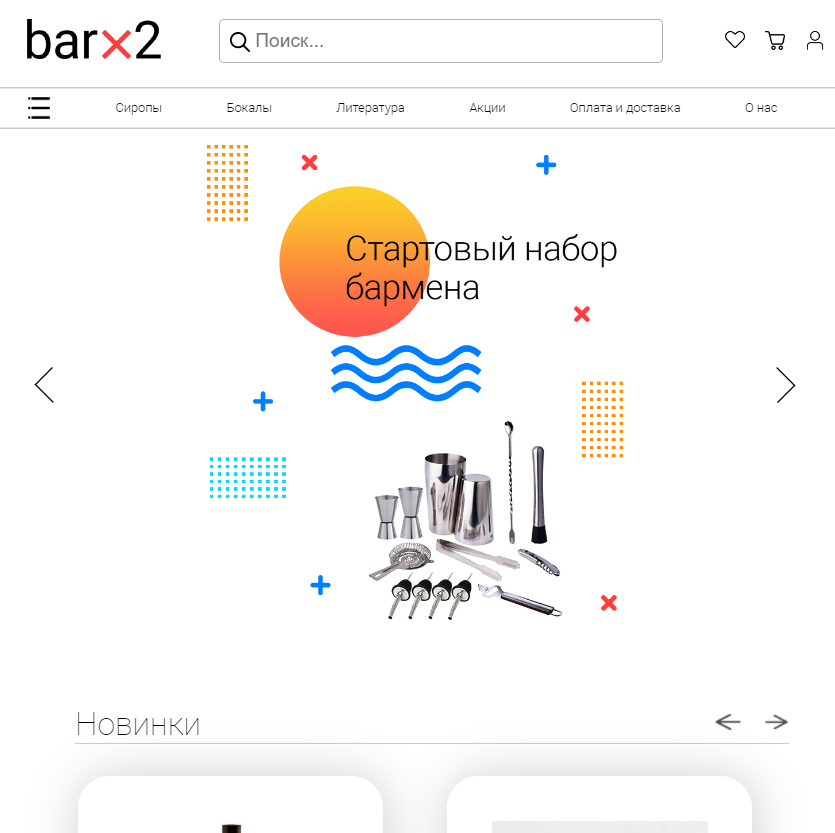 barx2
Поиск...
Сиропы
Бокалы
Литература
Акции
Оплата и доставка
О нас
Стартовый набор
бармена
Новинки